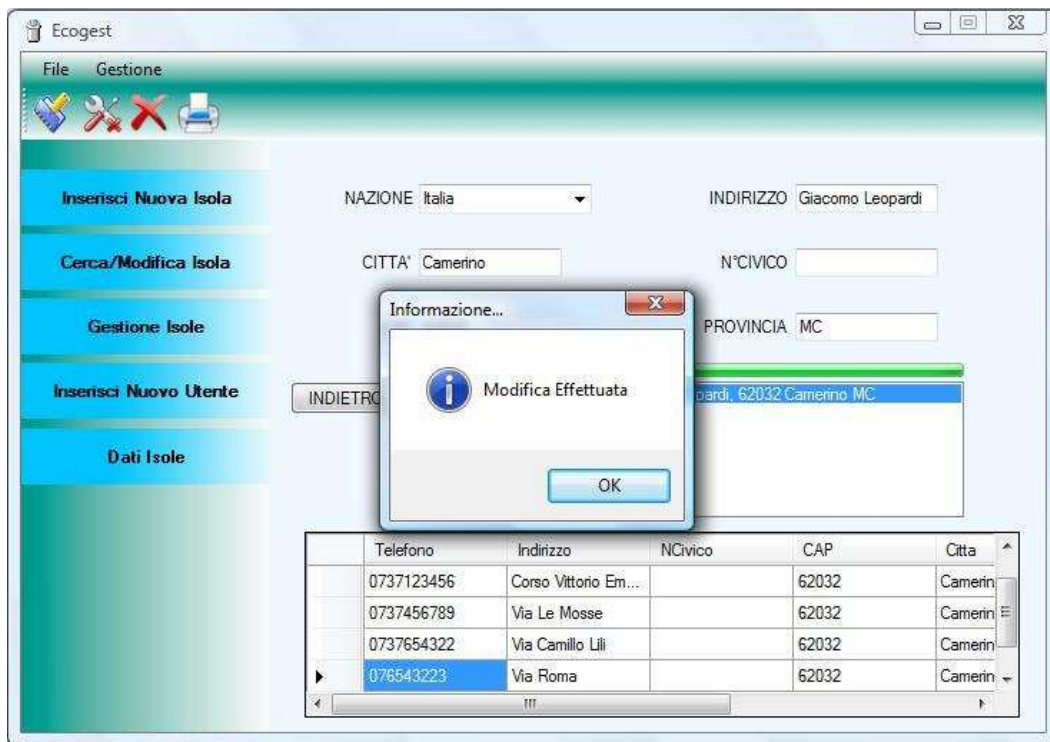 Ecogest
File Gestione
Inserisci Nuova Isola
Cerca/Modifica Isola
Gestione Isole
Inserisci Nuovo Utente
Dati Isole
NAZIONE Italia INDIRIZZO Giacomo Leopardi
CITTA' Camerino N°CIVICO
PROVINCIA MC
Informazione...
Modifica Effettuata
OK
INDIETRO
62032 Camerino MC
Telefono Indirizzo NCivico CAP Citta
0737123456 Corso Vittorio Em... 62032 Camerin
0737456789 Via Le Mosse 62032 Camerin
0737654322 Via Camillo Lili 62032 Camerin
076543223 Via Roma 62032 Camerin